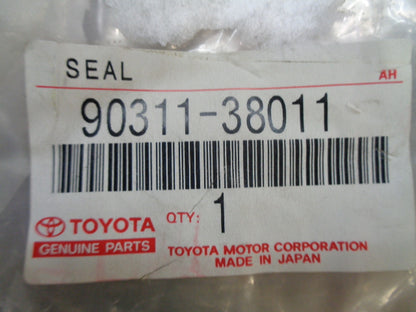 SEAL
AH
90311-38011
TOYOTA
GENUINE PARTS
QTY: 1
TOYOTA MOTOR CORPORATION
MADE IN JAPAN